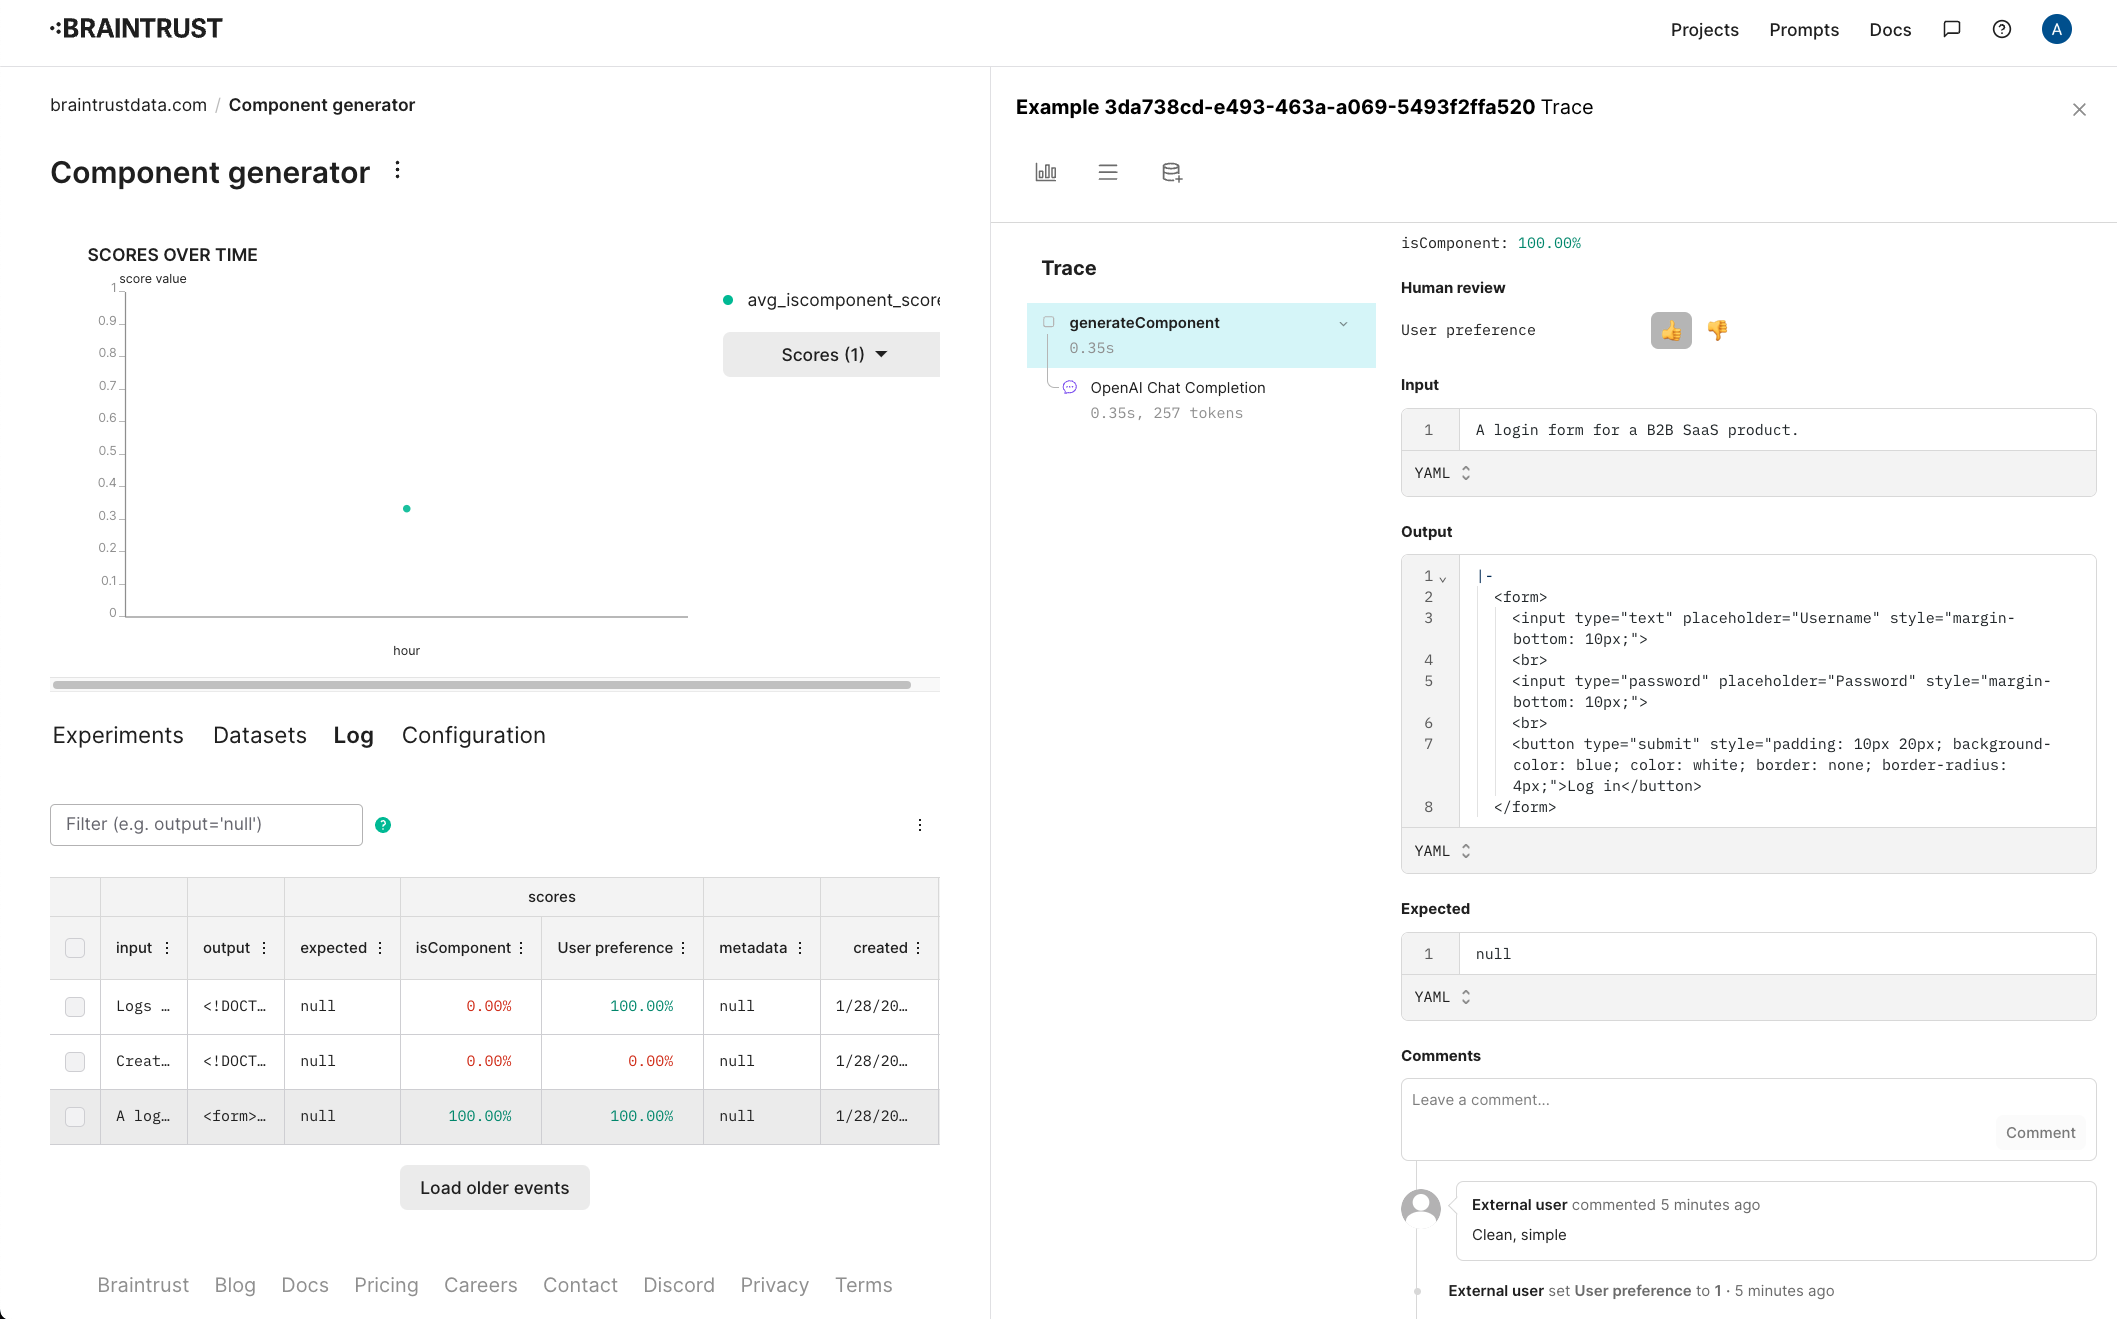 BRAINTRUST
Projects Prompts Docs A
braintrustdata.com / Component generator
Component generator
SCORES OVER TIME
score value
1
0.9
0.8
0.7
0.6
0.5
0.4
0.3
0.2
0.1
0
hour
avg_iscomponent_score
Scores (1)
Experiments Datasets Log Configuration
Filter (e.g. output='null')
?
scores
input output expected isComponent User preference metadata created
Logs … <!DOCT… null 0.00% 100.00% null 1/28/20…
Creat… <!DOCT… null 0.00% 0.00% null 1/28/20…
A log… <form>… null 100.00% 100.00% null 1/28/20…
Load older events
Braintrust Blog Docs Pricing Careers Contact Discord Privacy Terms
Example 3da738cd-e493-463a-a069-5493f2ffa520 Trace
Trace
generateComponent
0.35s
OpenAI Chat Completion
0.35s, 257 tokens
isComponent: 100.00%
Human review
User preference
Input
1 A login form for a B2B SaaS product.
YAML
Output
1 |-
2 <form>
3 <input type="text" placeholder="Username" style="margin-
bottom: 10px;">
4 <br>
5 <input type="password" placeholder="Password" style="margin-
bottom: 10px;">
6 <br>
7 <button type="submit" style="padding: 10px 20px; background-
color: blue; color: white; border: none; border-radius:
4px;">Log in</button>
8 </form>
YAML
Expected
1 null
YAML
Comments
Leave a comment...
Comment
External user commented 5 minutes ago
Clean, simple
External user set User preference to 1 · 5 minutes ago